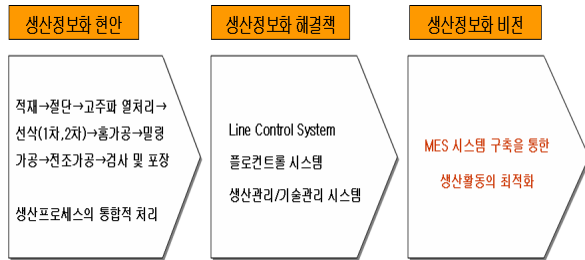 생산정보화 현안
적재→절단→고주파 열처리→
선삭(1차,2차)→홈가공→밀령
가공→전조가공→검사 및 포장
생산프로세스의 통합적 처리
생산정보화 해결책
Line Control System
플로컨트롤 시스템
생산관리/기술관리 시스템
생산정보화 비전
MES 시스템 구축을 통한
생산활동의 최적화